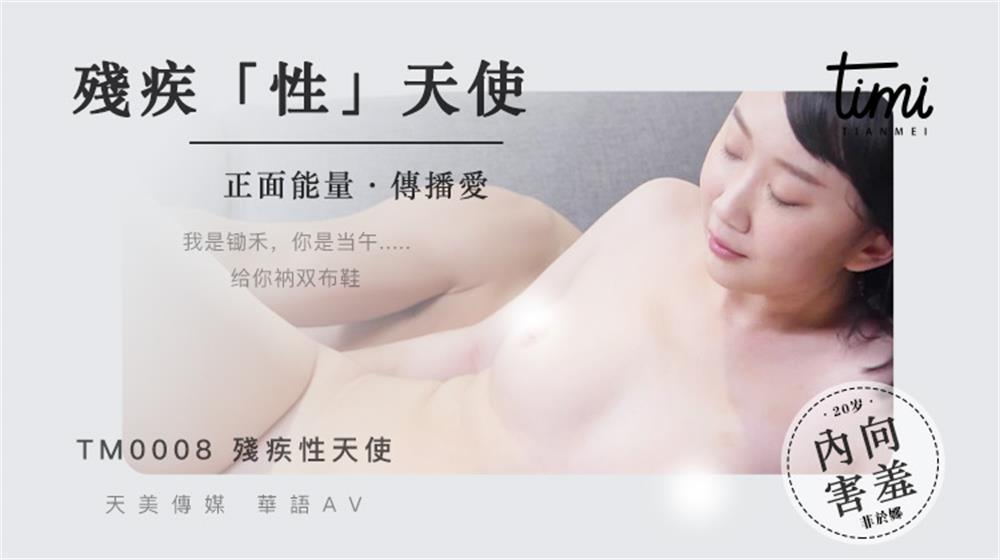 殘疾「性」天使
timi
TIANMEI
正面能量·傳播愛
我是锄禾，你是当午.....
给你衲双布鞋
TM0008 殘疾性天使
天美傳媒 華語AV
·20岁·
內向
害羞
菲於娜